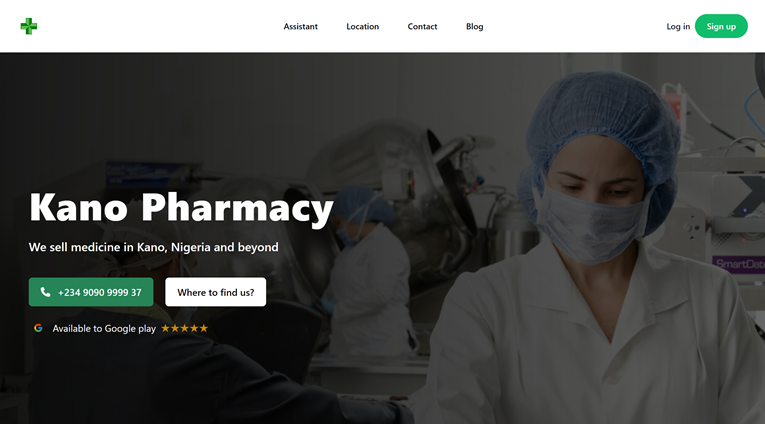 Assistant
Location
Contact
Blog
Log in
Sign up
Kano Pharmacy
We sell medicine in Kano, Nigeria and beyond
+234 9090 9999 37
Where to find us?
Available to Google play ★★★★★
SmartData